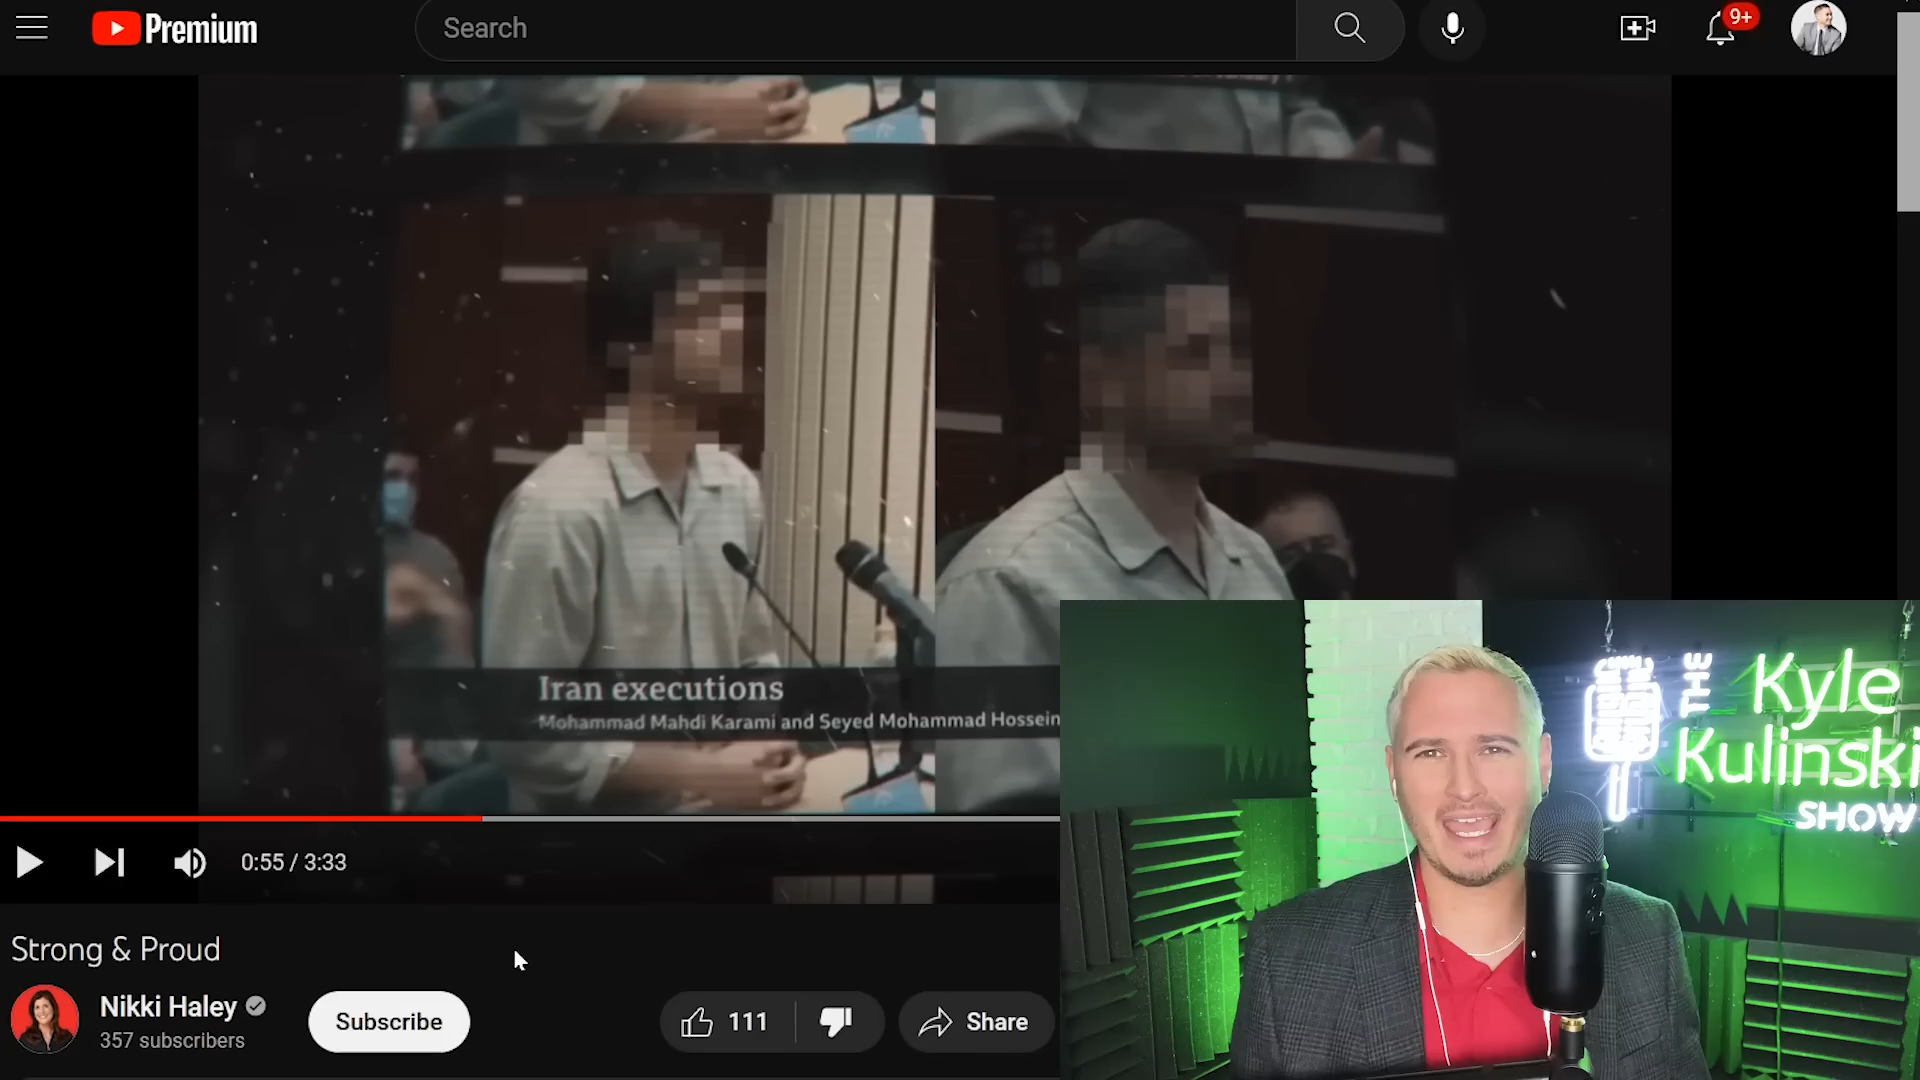 Premium
Search
9+
Iran executions
Mohammad Mahdi Karami and Seyed Mohammad Hossein
THE
Kyle
Kulinski
SHOW
0:55 / 3:33
Strong & Proud
Nikki Haley
357 subscribers
Subscribe
111
Share